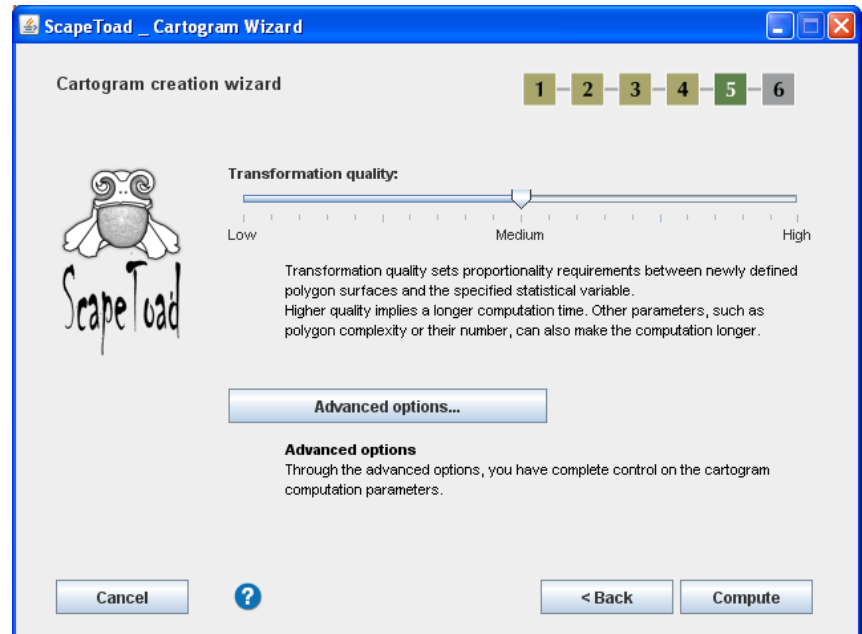 ScapeToad _ Cartogram Wizard
Cartogram creation wizard
1 2 3 4 5 6
Transformation quality:
Low Medium High
ScapeToad
Transformation quality sets proportionality requirements between newly defined
polygon surfaces and the specified statistical variable.
Higher quality implies a longer computation time. Other parameters, such as
polygon complexity or their number, can also make the computation longer.
Advanced options...
Advanced options
Through the advanced options, you have complete control on the cartogram
computation parameters.
Cancel ? < Back Compute